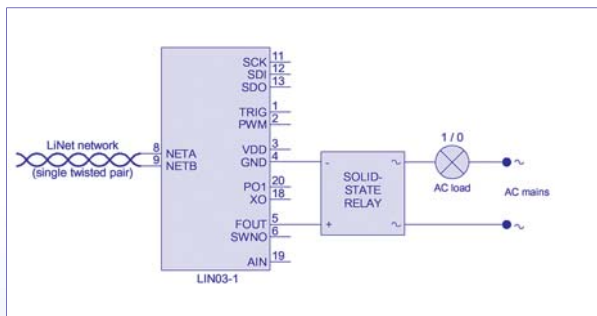 SCK 11
SDI 12
SDO 13
TRIG 1
PWM 2
LiNet network
(single twisted pair)
8 NETA
9 NETB
VDD 3
GND 4
PO1 20
XO 18
FOUT 5
SWNO 6
AIN 19
LIN03-1
- ~
SOLID-
STATE
RELAY
+ ~
1 / 0
AC load
~
AC mains
~